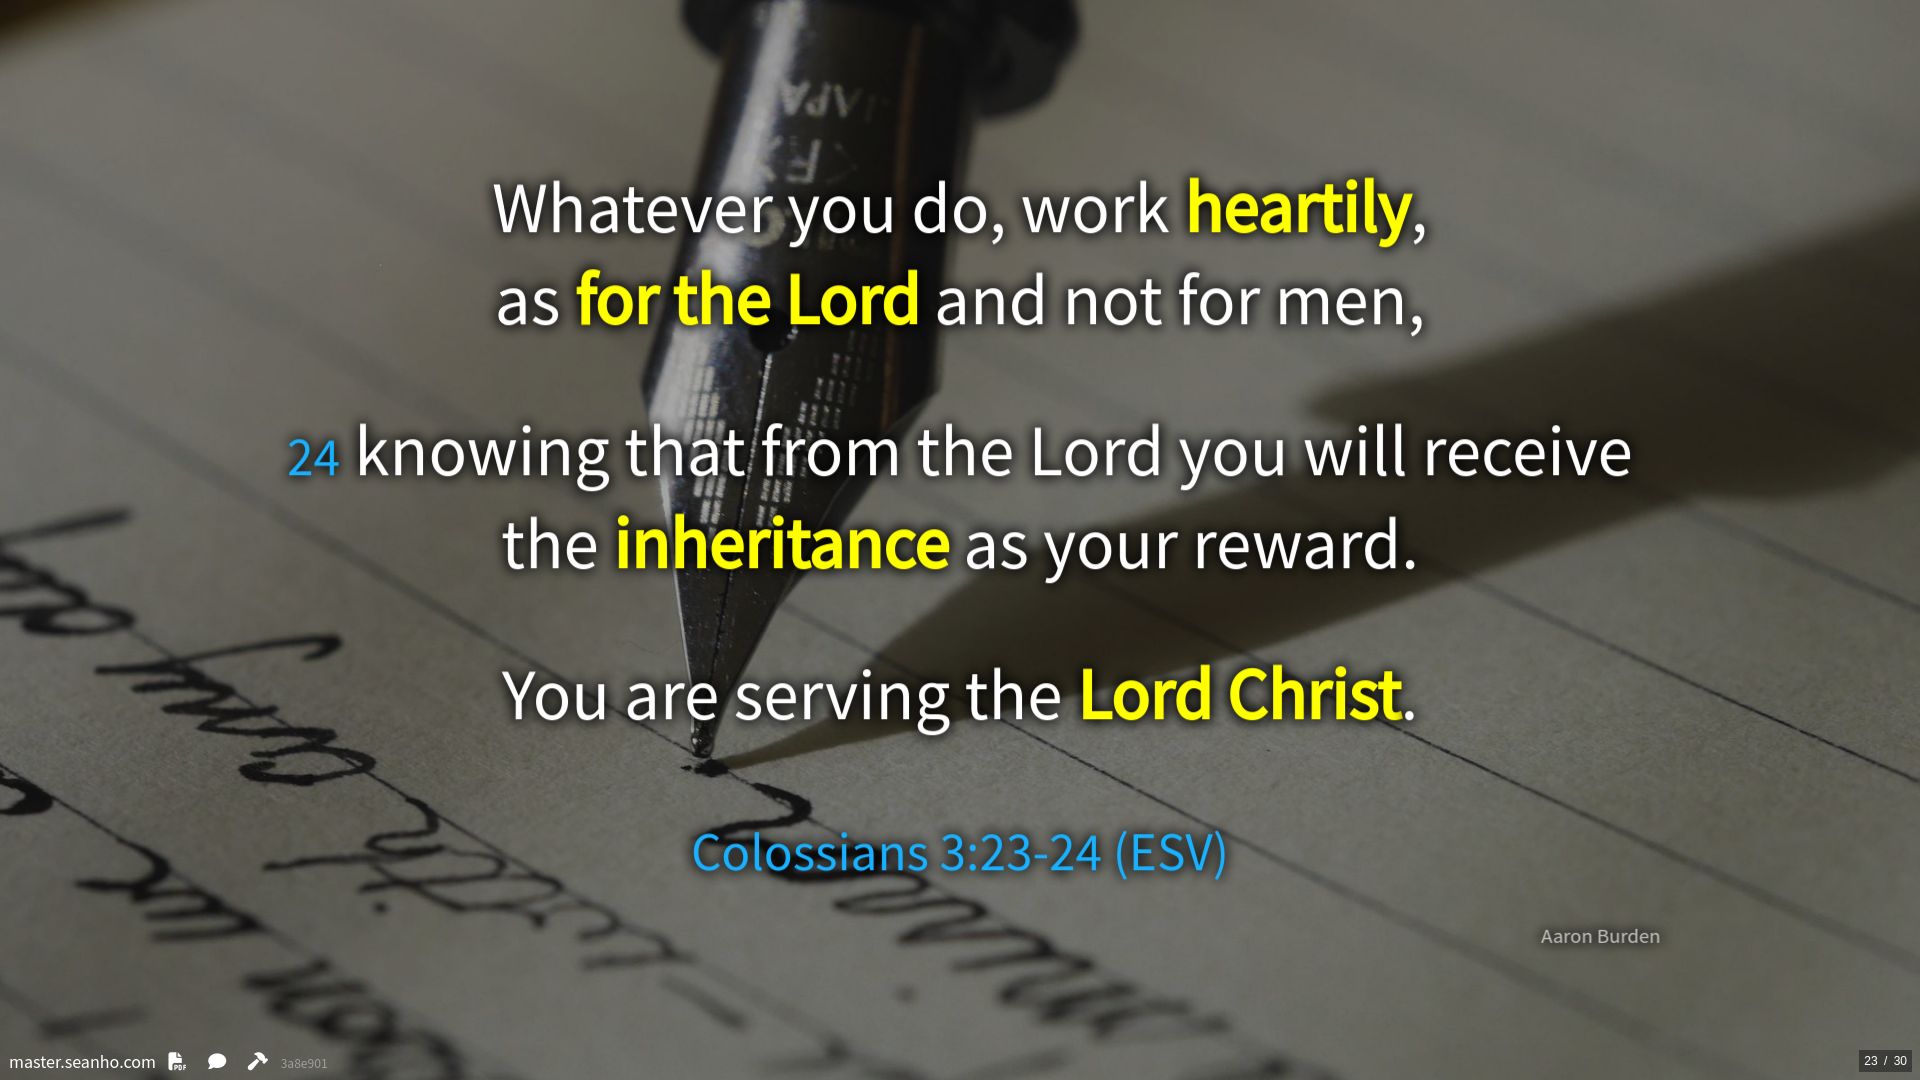 Whatever you do, work heartily,
as for the Lord and not for men,
24 knowing that from the Lord you will receive
the inheritance as your reward.
You are serving the Lord Christ.
Colossians 3:23-24 (ESV)
Aaron Burden
master.seanho.com PDF 3a8e901
23 / 30
with